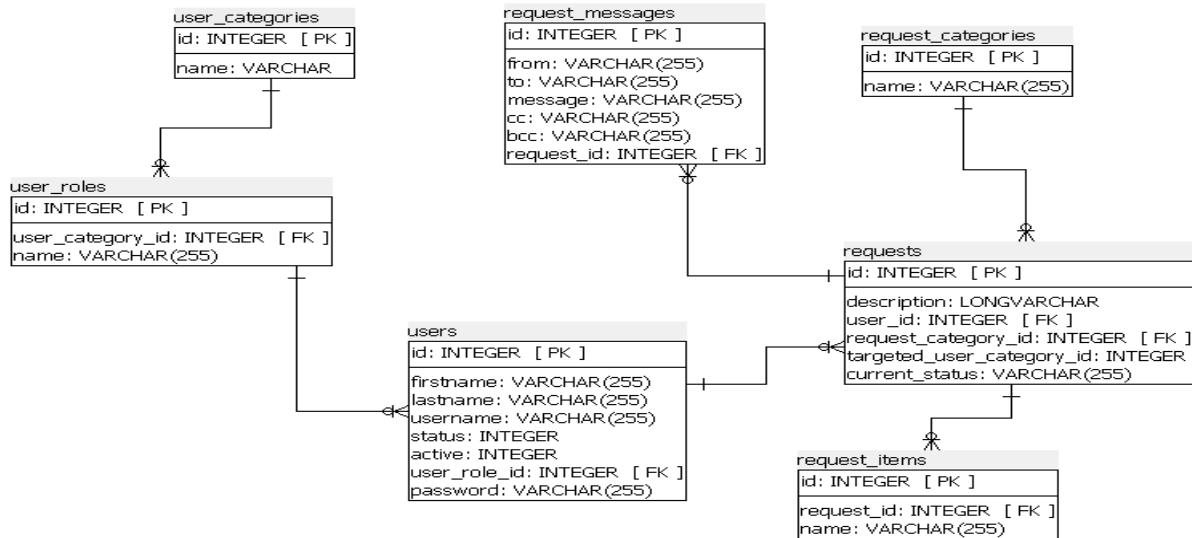 user_categories
id: INTEGER [ PK ]
name: VARCHAR
request_messages
id: INTEGER [ PK ]
from: VARCHAR(255)
to: VARCHAR(255)
message: VARCHAR(255)
cc: VARCHAR(255)
bcc: VARCHAR(255)
request_id: INTEGER [ FK ]
request_categories
id: INTEGER [ PK ]
name: VARCHAR(255)
user_roles
id: INTEGER [ PK ]
user_category_id: INTEGER [ FK ]
name: VARCHAR(255)
requests
id: INTEGER [ PK ]
description: LONGVARCHAR
user_id: INTEGER [ FK ]
request_category_id: INTEGER [ FK ]
targeted_user_category_id: INTEGER
current_status: VARCHAR(255)
users
id: INTEGER [ PK ]
firstname: VARCHAR(255)
lastname: VARCHAR(255)
username: VARCHAR(255)
status: INTEGER
active: INTEGER
user_role_id: INTEGER [ FK ]
password: VARCHAR(255)
request_items
id: INTEGER [ PK ]
request_id: INTEGER [ FK ]
name: VARCHAR(255)